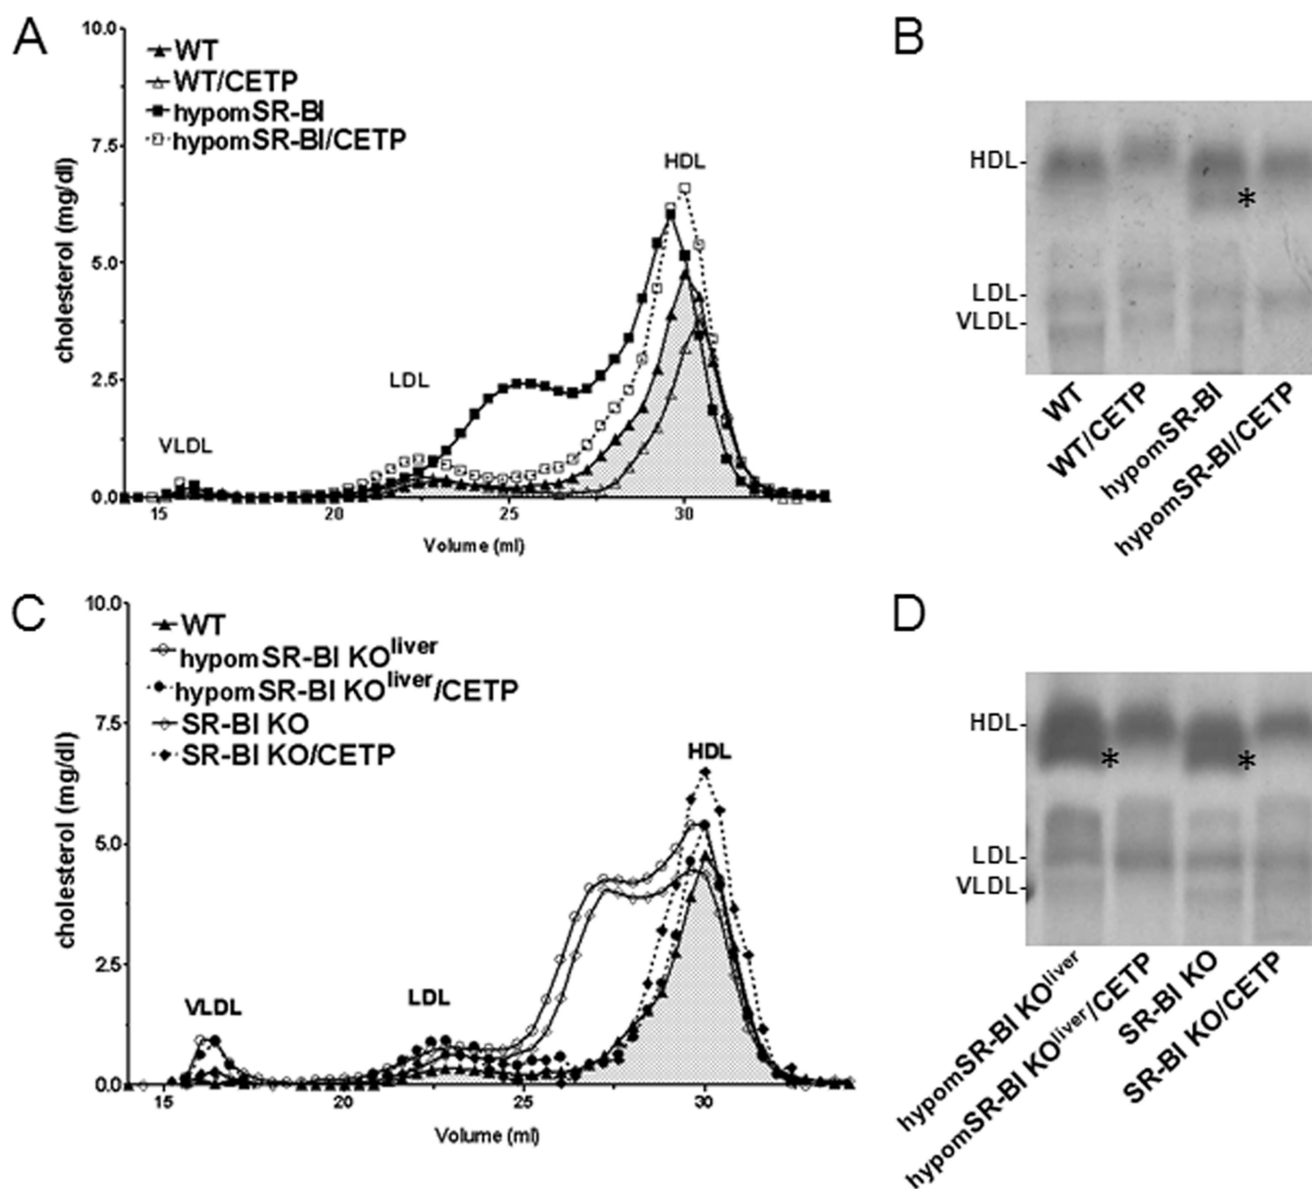 A
10.0
7.5
5.0
2.5
0.0
cholesterol (mg/dl)
WT
WT/CETP
hypomSR-BI
hypomSR-BI/CETP
VLDL
LDL
HDL
15
20
25
30
Volume (ml)
B
HDL-
*
LDL-
VLDL-
WT
WT/CETP
hypomSR-BI
hypomSR-BI/CETP
C
10.0
7.5
5.0
2.5
0.0
cholesterol (mg/dl)
WT
hypomSR-BI KOliver
hypomSR-BI KOliver/CETP
SR-BI KO
SR-BI KO/CETP
VLDL
LDL
HDL
15
20
25
30
Volume (ml)
D
HDL-
* *
LDL-
VLDL-
hypomSR-BI KOliver
hypomSR-BI KOliver/CETP
SR-BI KO
SR-BI KO/CETP